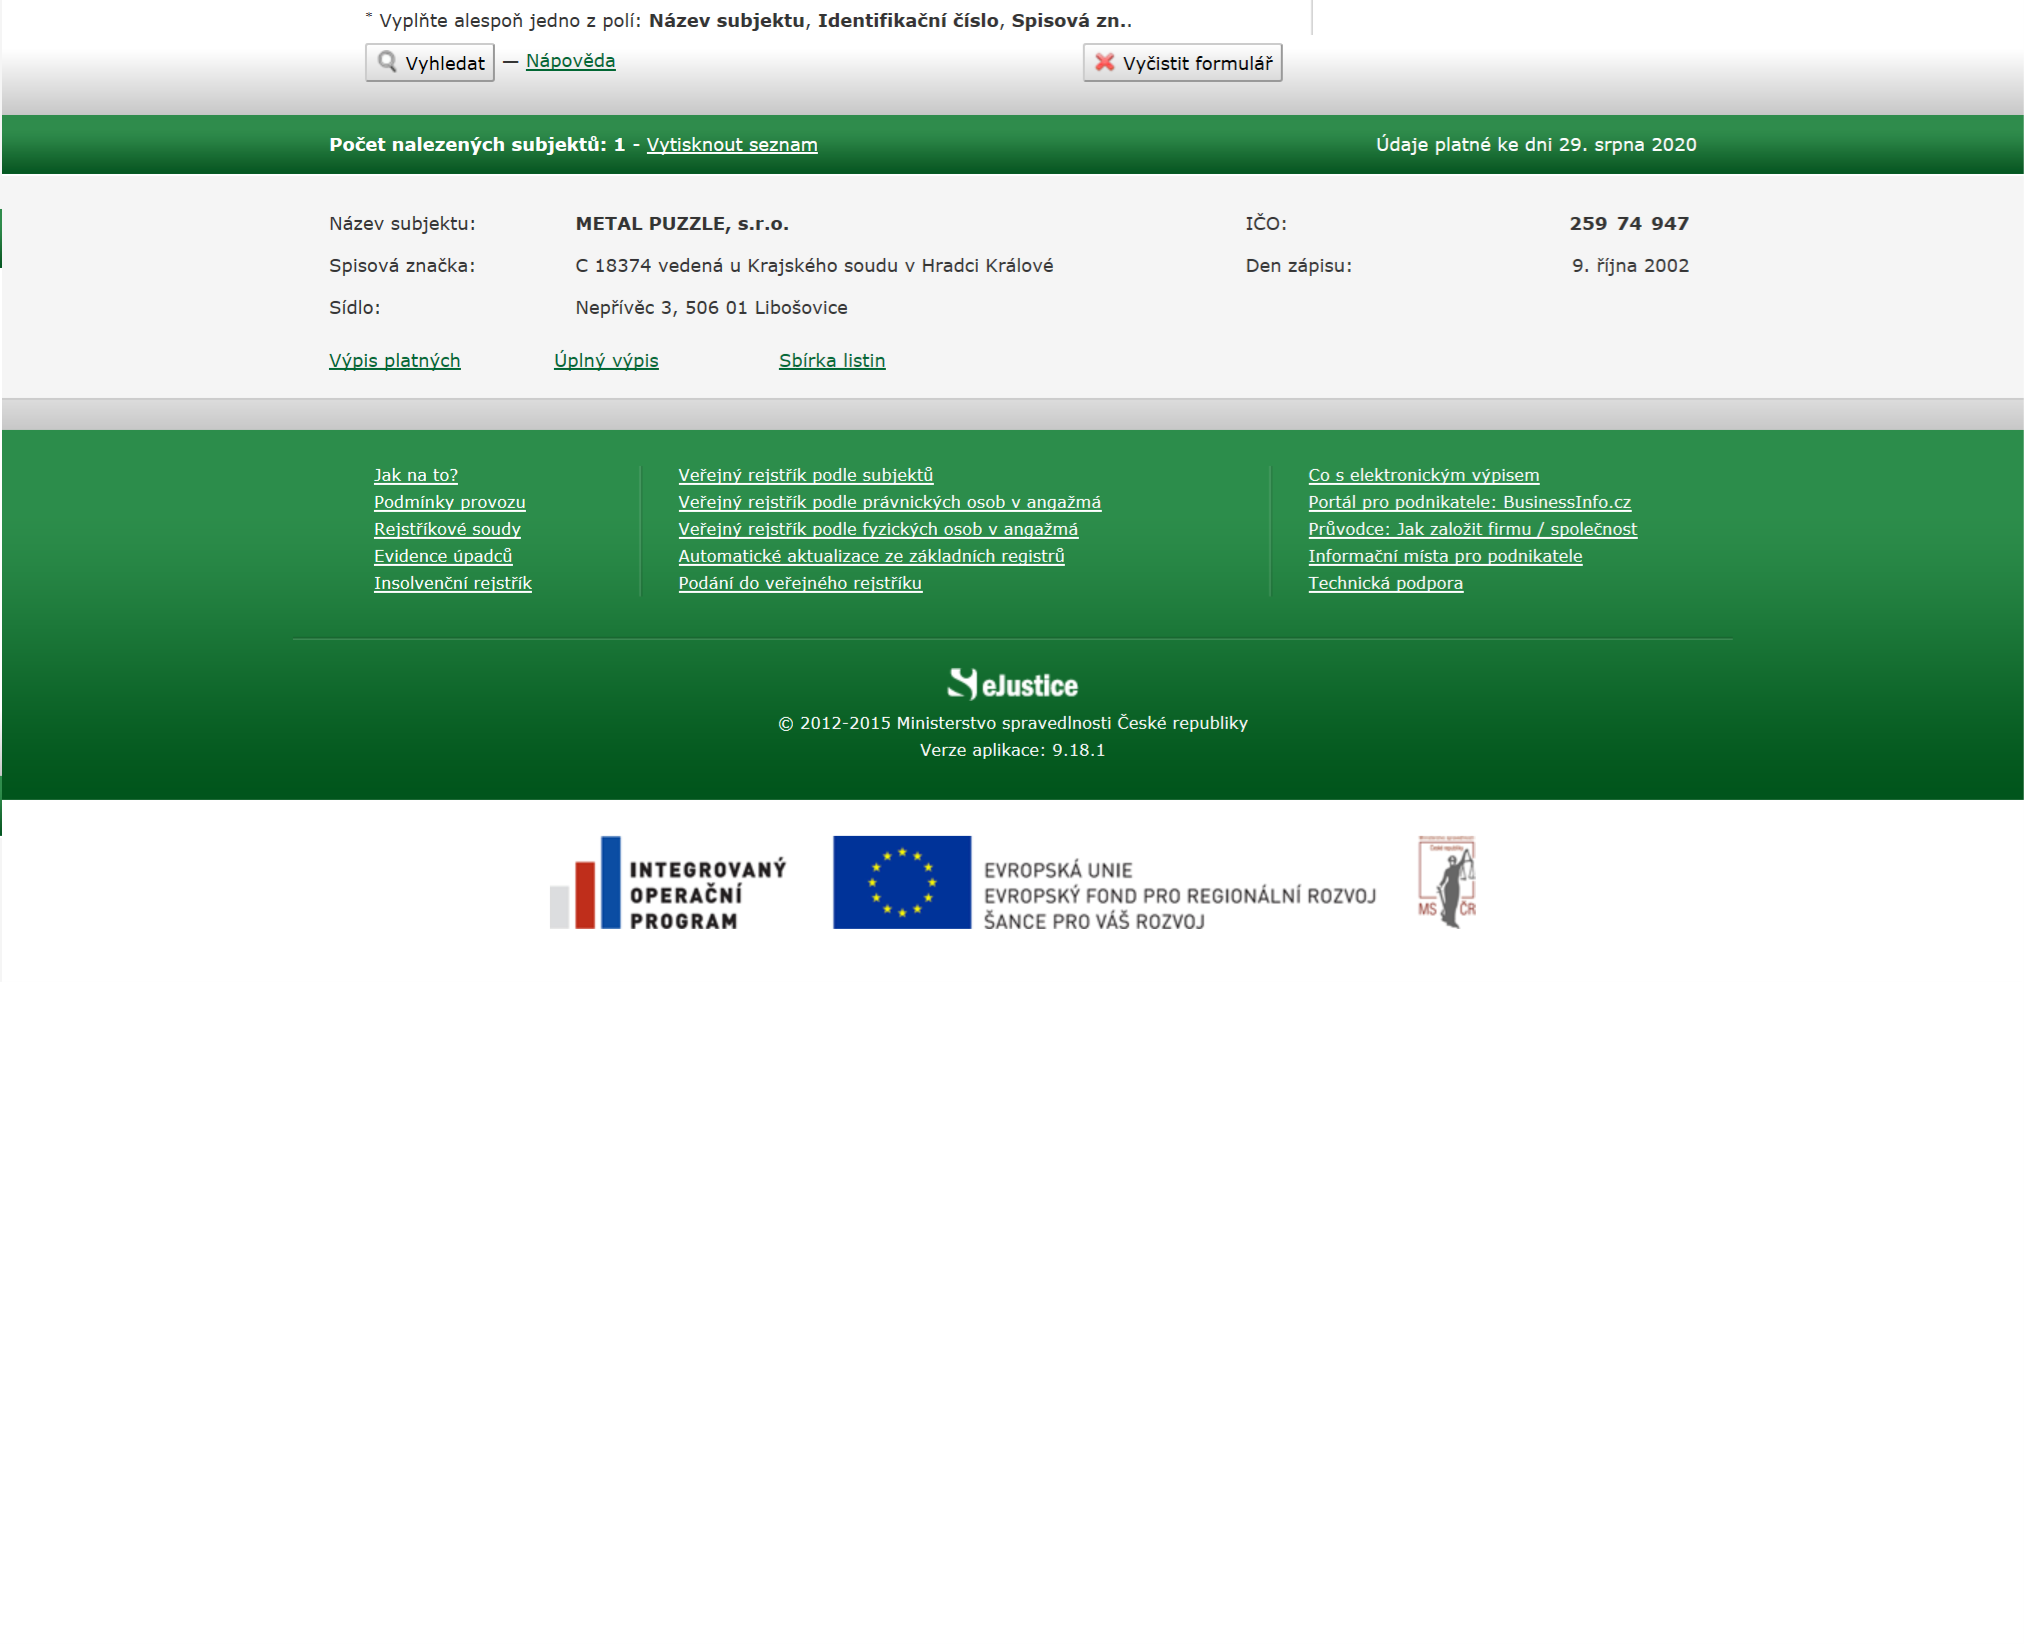 * Vyplňte alespoň jedno z polí: Název subjektu, Identifikační číslo, Spisová zn..
Vyhledat — Nápověda Vyčistit formulář
Počet nalezených subjektů: 1 - Vytisknout seznam Údaje platné ke dni 29. srpna 2020
Název subjektu: METAL PUZZLE, s.r.o. IČO: 259 74 947
Spisová značka: C 18374 vedená u Krajského soudu v Hradci Králové Den zápisu: 9. října 2002
Sídlo: Nepřívěc 3, 506 01 Libošovice
Výpis platných Úplný výpis Sbírka listin
Jak na to?
Podmínky provozu
Rejstříkové soudy
Evidence úpadců
Insolvenční rejstřík
Veřejný rejstřík podle subjektů
Veřejný rejstřík podle právnických osob v angažmá
Veřejný rejstřík podle fyzických osob v angažmá
Automatické aktualizace ze základních registrů
Podání do veřejného rejstříku
Co s elektronickým výpisem
Portál pro podnikatele: BusinessInfo.cz
Průvodce: Jak založit firmu / společnost
Informační místa pro podnikatele
Technická podpora
eJustice
© 2012-2015 Ministerstvo spravedlnosti České republiky
Verze aplikace: 9.18.1
INTEGROVANÝ
OPERAČNÍ
PROGRAM
EVROPSKÁ UNIE
EVROPSKÝ FOND PRO REGIONÁLNÍ ROZVOJ
ŠANCE PRO VÁŠ ROZVOJ
České republiky
MS ČR